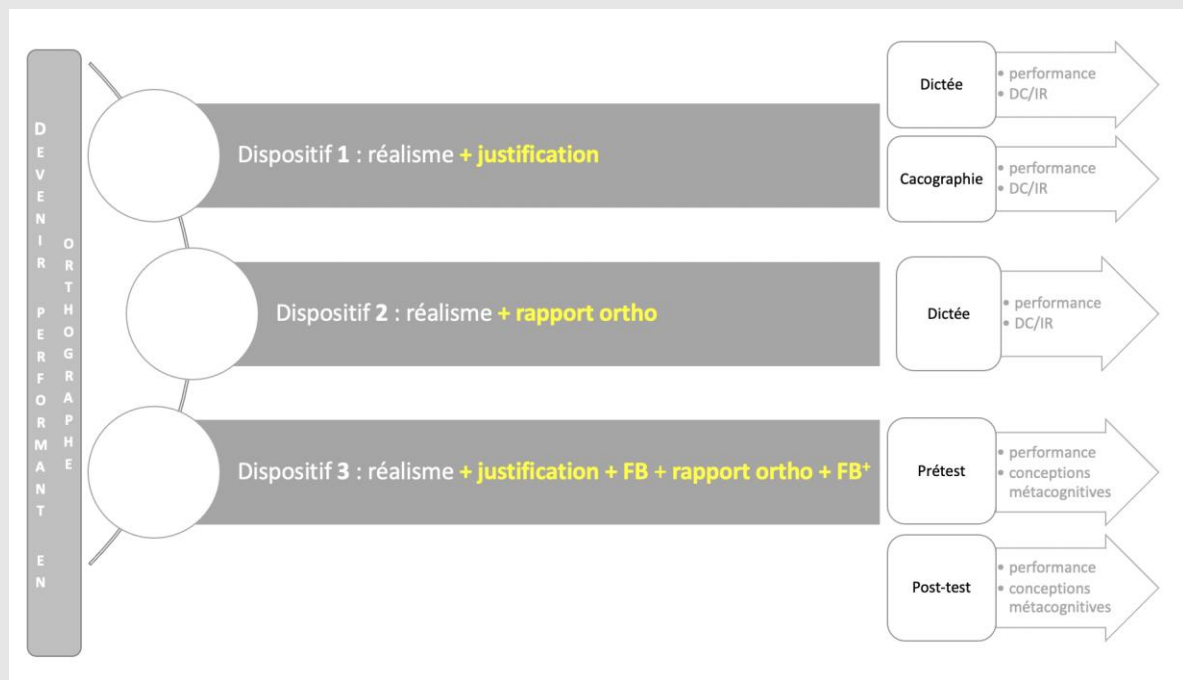 DEVENIR PERFORMANT EN
ORTHOGRAPHE
Dispositif 1 : réalisme + justification
Dictée
• performance
• DC/IR
Cacographie
• performance
• DC/IR
Dispositif 2 : réalisme + rapport ortho
Dictée
• performance
• DC/IR
Dispositif 3 : réalisme + justification + FB + rapport ortho + FB⁺
Prétest
• performance
• conceptions
métacognitives
Post-test
• performance
• conceptions
métacognitives